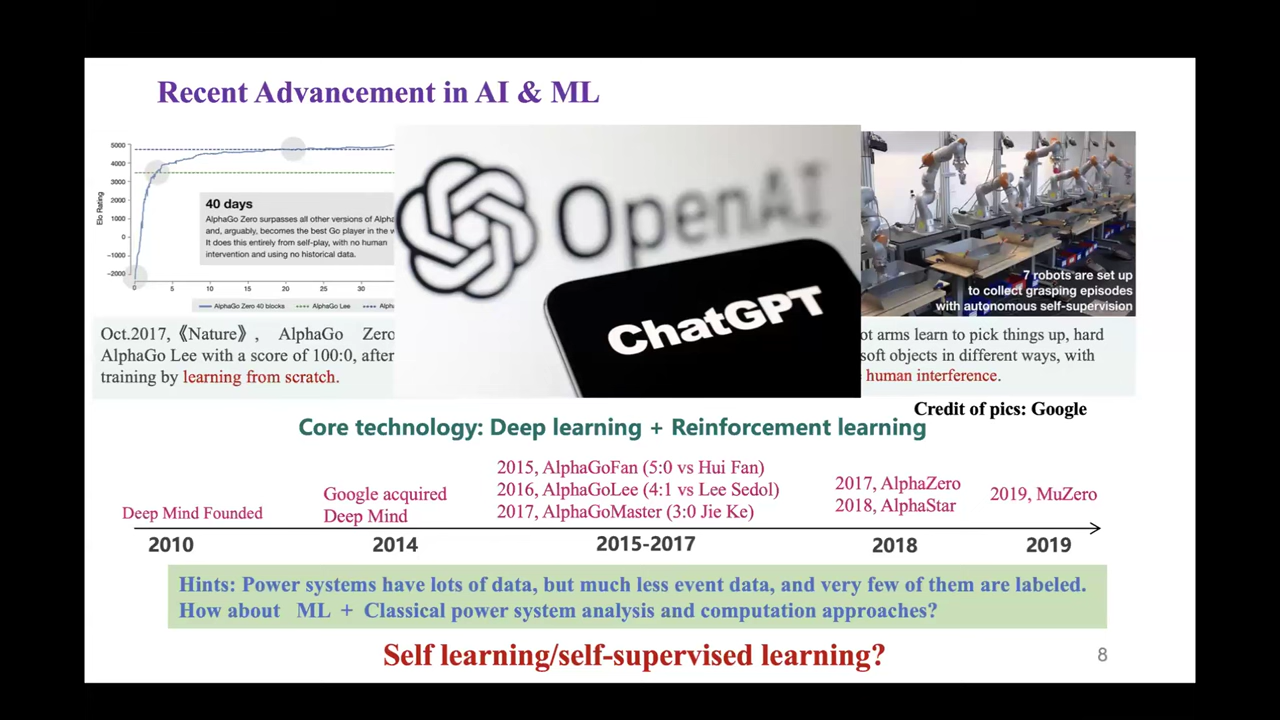 Recent Advancement in AI & ML
5000
4000
3000
2000
1000
0
−1000
−2000
Elo Rating
0 5 10 15 20 25 30
40 days
AlphaGo Zero surpasses all other versions of
and, arguably, becomes the best Go player in the
It does this entirely from self-play, with no human
intervention and using no historical data.
AlphaGo Zero 40 blocks AlphaGo Lee
OpenAI
ChatGPT
7 robots are set up
to collect grasping episodes
with autonomous self-supervision
Oct.2017,《Nature》, AlphaGo Zero
AlphaGo Lee with a score of 100:0, after
training by learning from scratch.
arms learn to pick things up, hard
soft objects in different ways, with
human interference.
Credit of pics: Google
Core technology: Deep learning + Reinforcement learning
Deep Mind Founded
Google acquired
Deep Mind
2015, AlphaGoFan (5:0 vs Hui Fan)
2016, AlphaGoLee (4:1 vs Lee Sedol)
2017, AlphaGoMaster (3:0 Jie Ke)
2017, AlphaZero
2018, AlphaStar
2019, MuZero
2010 2014 2015-2017 2018 2019
Hints: Power systems have lots of data, but much less event data, and very few of them are labeled.
How about ML + Classical power system analysis and computation approaches?
Self learning/self-supervised learning?
8